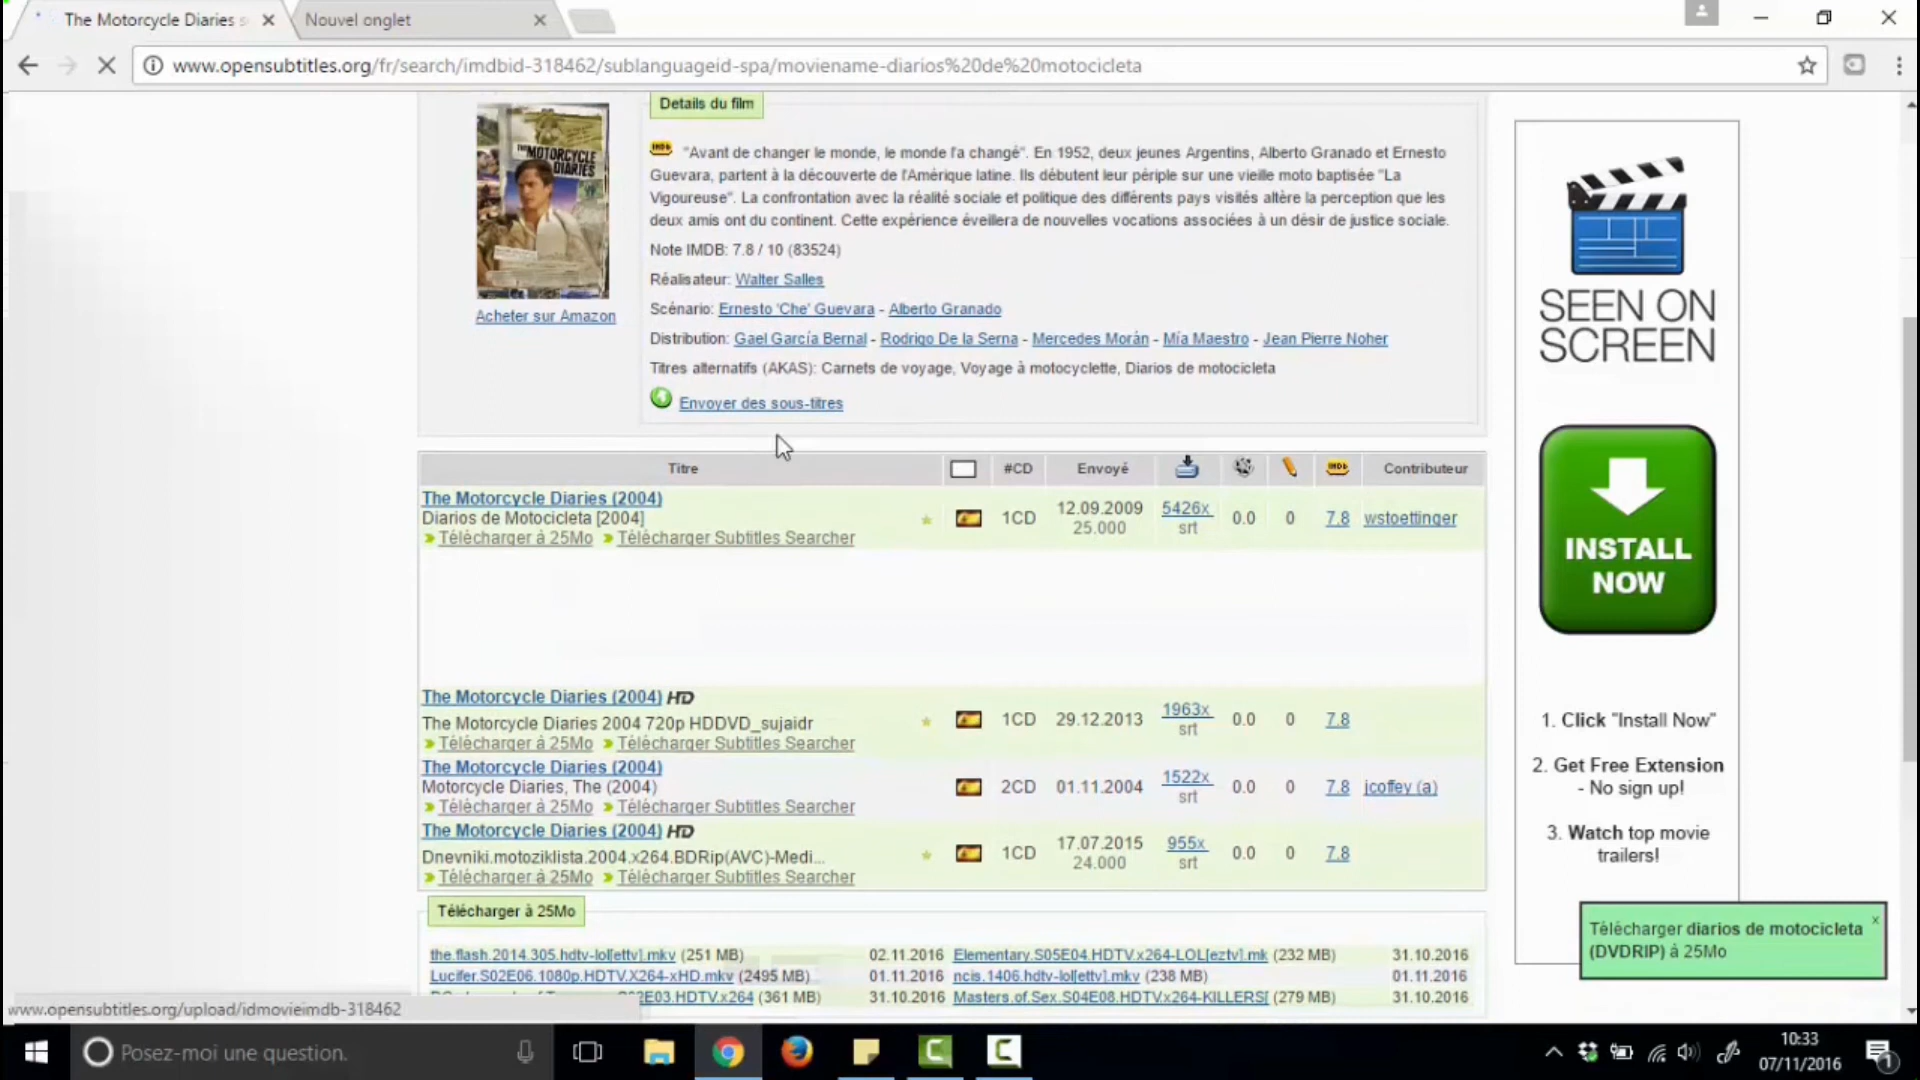 The Motorcycle Diaries s
Nouvel onglet
www.opensubtitles.org/fr/search/imdbid-318462/sublanguageid-spa/moviename-diarios%20de%20motocicleta
THE MOTORCYCLE DIARIES
Acheter sur Amazon
Details du film
"Avant de changer le monde, le monde l'a changé". En 1952, deux jeunes Argentins, Alberto Granado et Ernesto
Guevara, partent à la découverte de l'Amérique latine. Ils débutent leur périple sur une vieille moto baptisée "La
Vigoureuse". La confrontation avec la réalité sociale et politique des différents pays visités altère la perception que les
deux amis ont du continent. Cette expérience éveillera de nouvelles vocations associées à un désir de justice sociale.
Note IMDB: 7.8 / 10 (83524)
Réalisateur: Walter Salles
Scénario: Ernesto 'Che' Guevara - Alberto Granado
Distribution: Gael García Bernal - Rodrigo De la Serna - Mercedes Morán - Mía Maestro - Jean Pierre Noher
Titres alternatifs (AKAS): Carnets de voyage, Voyage à motocyclette, Diarios de motocicleta
Envoyer des sous-titres
Titre #CD Envoyé IMDb Contributeur
The Motorcycle Diaries (2004)
Diarios de Motocicleta [2004]
Télécharger à 25Mo Télécharger Subtitles Searcher
1CD 12.09.2009 25.000 5426x srt 0.0 0 7.8 wstoettinger
The Motorcycle Diaries (2004) HD
The Motorcycle Diaries 2004 720p HDDVD_sujaidr
Télécharger à 25Mo Télécharger Subtitles Searcher
1CD 29.12.2013 1963x srt 0.0 0 7.8
The Motorcycle Diaries (2004)
Motorcycle Diaries, The (2004)
Télécharger à 25Mo Télécharger Subtitles Searcher
2CD 01.11.2004 1522x srt 0.0 0 7.8 jcoffey (a)
The Motorcycle Diaries (2004) HD
Dnevniki.motoziklista.2004.x264.BDRip(AVC)-Medi...
Télécharger à 25Mo Télécharger Subtitles Searcher
1CD 17.07.2015 24.000 955x srt 0.0 0 7.8
Télécharger à 25Mo
the.flash.2014.305.hdtv-lol[ettv].mkv (251 MB) 02.11.2016 Elementary.S05E04.HDTV.x264-LOL[eztv].mk (232 MB) 31.10.2016
Lucifer.S02E06.1080p.HDTV.X264-xHD.mkv (2495 MB) 01.11.2016 ncis.1406.hdtv-lol[ettv].mkv (238 MB) 01.11.2016
2E03.HDTV.x264 (361 MB) 31.10.2016 Masters.of.Sex.S04E08.HDTV.x264-KILLERS[ (279 MB) 31.10.2016
SEEN ON
SCREEN
INSTALL
NOW
1. Click "Install Now"
2. Get Free Extension
- No sign up!
3. Watch top movie
trailers!
Télécharger diarios de motocicleta
(DVDRIP) à 25Mo
x
www.opensubtitles.org/upload/idmovieimdb-318462
Posez-moi une question.
10:33
07/11/2016
1